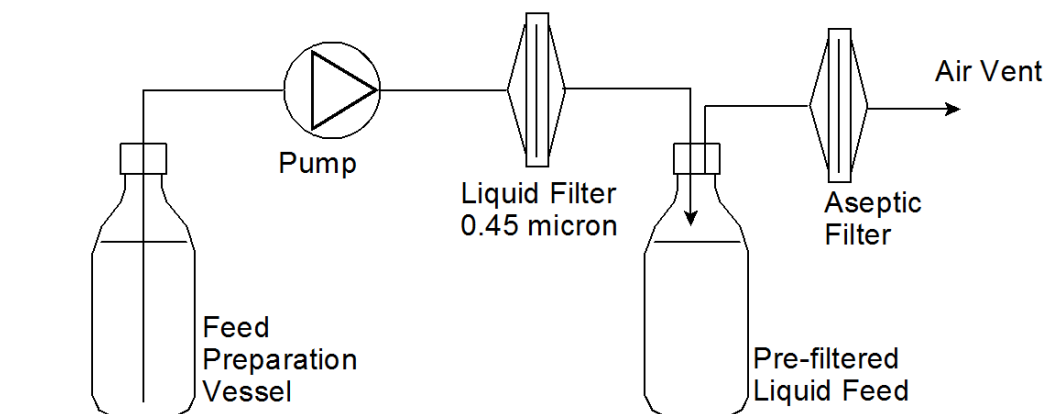 Air Vent
Pump
Liquid Filter
0.45 micron
Aseptic
Filter
Feed
Preparation
Vessel
Pre-filtered
Liquid Feed